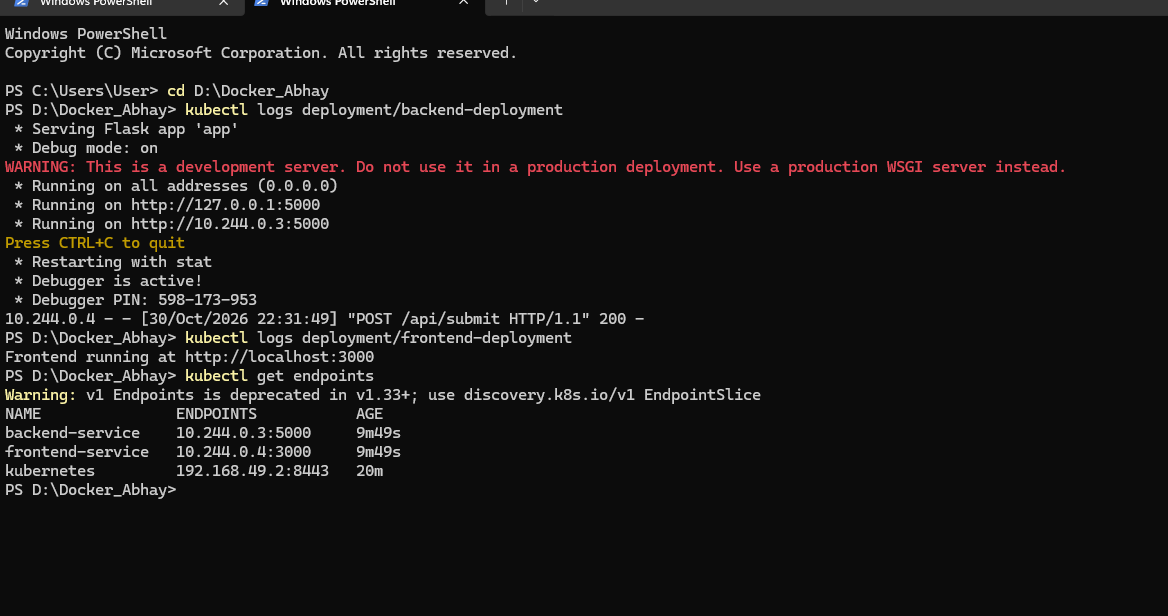 Windows PowerShell
Windows PowerShell
Windows PowerShell
Copyright (C) Microsoft Corporation. All rights reserved.
PS C:\Users\User> cd D:\Docker_Abhay
PS D:\Docker_Abhay> kubectl logs deployment/backend-deployment
 * Serving Flask app 'app'
 * Debug mode: on
WARNING: This is a development server. Do not use it in a production deployment. Use a production WSGI server instead.
 * Running on all addresses (0.0.0.0)
 * Running on http://127.0.0.1:5000
 * Running on http://10.244.0.3:5000
Press CTRL+C to quit
 * Restarting with stat
 * Debugger is active!
 * Debugger PIN: 598-173-953
10.244.0.4 - - [30/Oct/2026 22:31:49] "POST /api/submit HTTP/1.1" 200 -
PS D:\Docker_Abhay> kubectl logs deployment/frontend-deployment
Frontend running at http://localhost:3000
PS D:\Docker_Abhay> kubectl get endpoints
Warning: v1 Endpoints is deprecated in v1.33+; use discovery.k8s.io/v1 EndpointSlice
NAME               ENDPOINTS           AGE
backend-service    10.244.0.3:5000     9m49s
frontend-service   10.244.0.4:3000     9m49s
kubernetes         192.168.49.2:8443   20m
PS D:\Docker_Abhay>